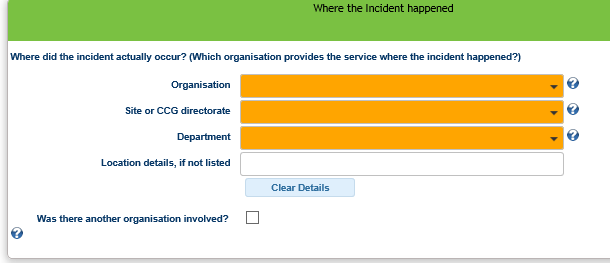 Where the Incident happened
Where did the incident actually occur? (Which organisation provides the service where the incident happened?)
Organisation
Site or CCG directorate
Department
Location details, if not listed
Clear Details
Was there another organisation involved?